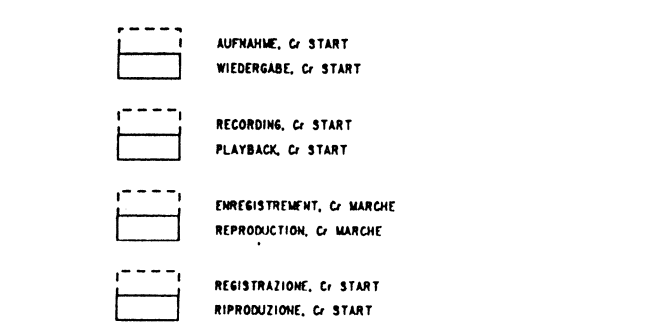 AUFNAHME, Cr START
WIEDERGABE, Cr START
RECORDING, Cr START
PLAYBACK, Cr START
ENREGISTREMENT, Cr MARCHE
REPRODUCTION, Cr MARCHE
REGISTRAZIONE, Cr START
RIPRODUZIONE, Cr START